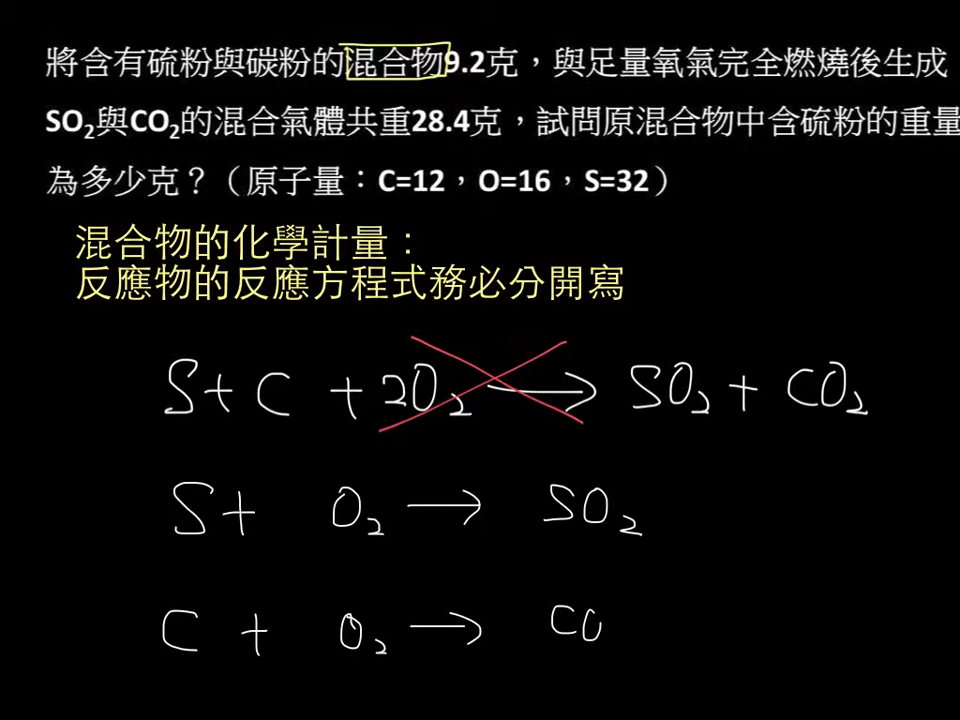 將含有硫粉與碳粉的混合物9.2克，與足量氧氣完全燃燒後生成
SO₂與CO₂的混合氣體共重28.4克，試問原混合物中含硫粉的重量
為多少克？（原子量：C=12，O=16，S=32）
混合物的化學計量：
反應物的反應方程式務必分開寫
S+ C + 2O₂ → SO₂ + CO₂
S+ O₂ → SO₂
C + O₂ → CO